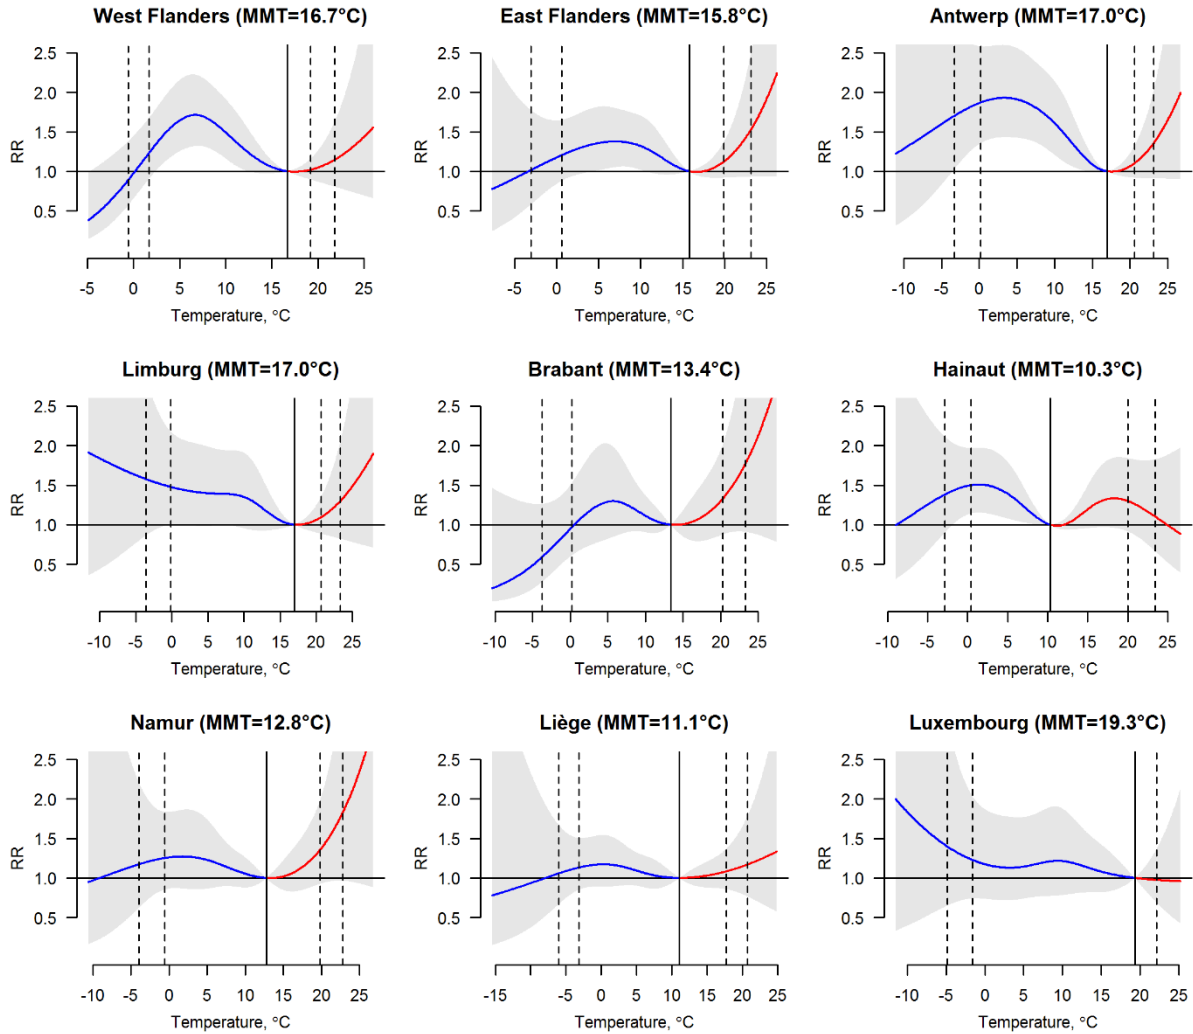 West Flanders (MMT=16.7°C)
East Flanders (MMT=15.8°C)
Antwerp (MMT=17.0°C)
RR
2.5
2.0
1.5
1.0
0.5
-5 0 5 10 15 20 25
Temperature, °C
RR
2.5
2.0
1.5
1.0
0.5
-5 0 5 10 15 20 25
Temperature, °C
RR
2.5
2.0
1.5
1.0
0.5
-10 -5 0 5 10 15 20 25
Temperature, °C
Limburg (MMT=17.0°C)
Brabant (MMT=13.4°C)
Hainaut (MMT=10.3°C)
RR
2.5
2.0
1.5
1.0
0.5
-10 -5 0 5 10 15 20 25
Temperature, °C
RR
2.5
2.0
1.5
1.0
0.5
-10 -5 0 5 10 15 20 25
Temperature, °C
RR
2.5
2.0
1.5
1.0
0.5
-5 0 5 10 15 20 25
Temperature, °C
Namur (MMT=12.8°C)
Liège (MMT=11.1°C)
Luxembourg (MMT=19.3°C)
RR
2.5
2.0
1.5
1.0
0.5
-10 -5 0 5 10 15 20 25
Temperature, °C
RR
2.5
2.0
1.5
1.0
0.5
-15 -5 0 5 10 15 20 25
Temperature, °C
RR
2.5
2.0
1.5
1.0
0.5
-10 -5 0 5 10 15 20 25
Temperature, °C